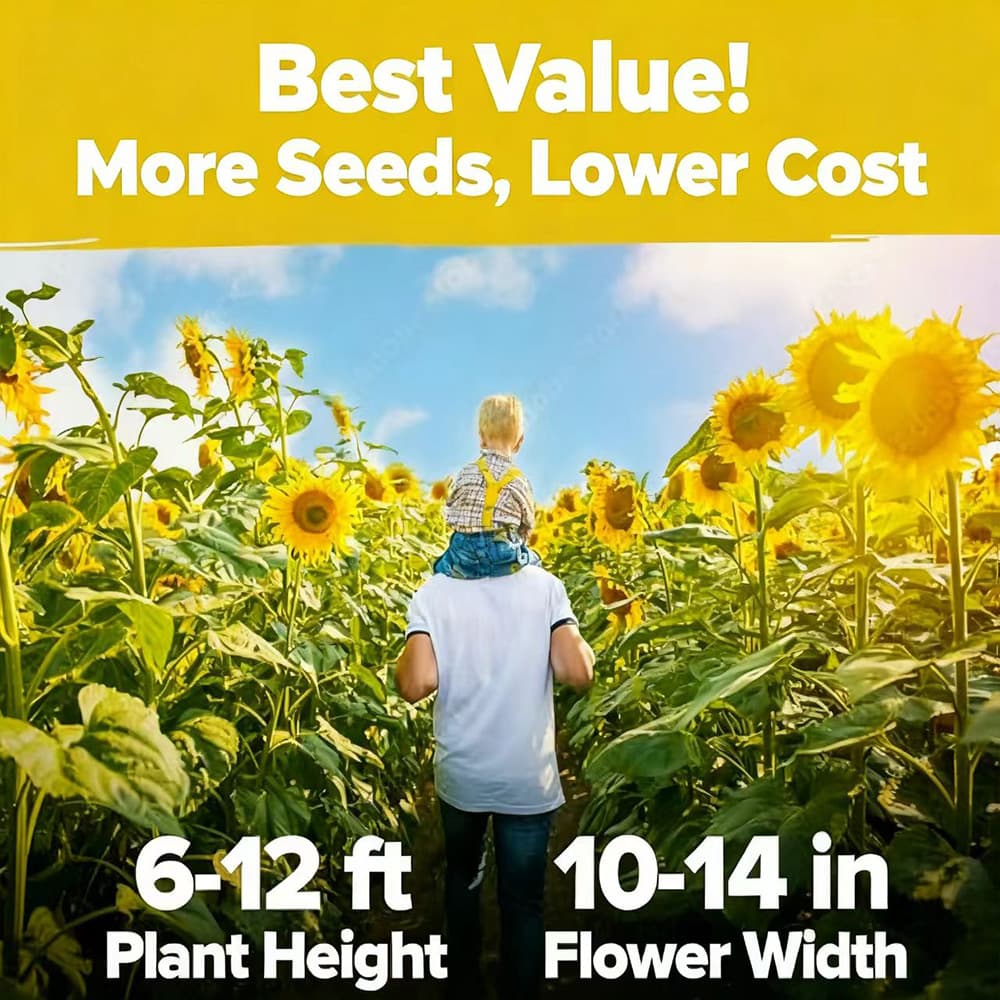 Best Value!
More Seeds, Lower Cost
6-12 ft
10-14 in
Plant Height
Flower Width